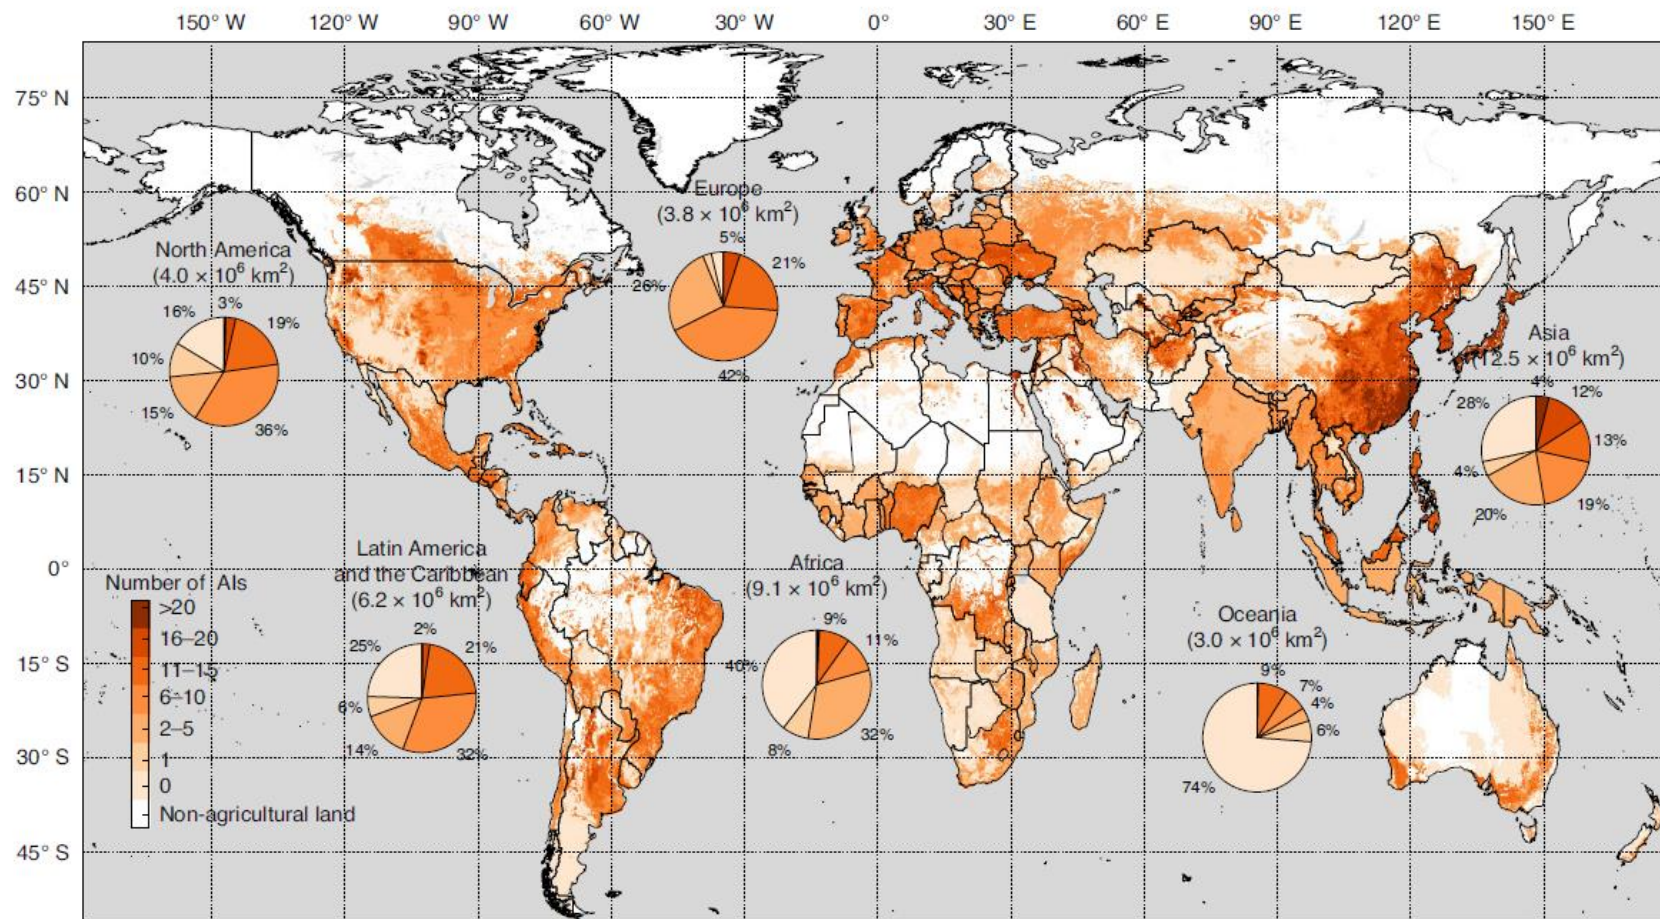 150° W 120° W 90° W 60° W 30° W 0° 30° E 60° E 90° E 120° E 150° E
75° N
60° N
45° N
30° N
15° N
0°
15° S
30° S
45° S
North America
(4.0 × 10⁶ km²)
3%
19%
36%
15%
10%
16%
Europe
(3.8 × 10⁶ km²)
5%
21%
42%
26%
Asia
(12.5 × 10⁶ km²)
4%
12%
13%
19%
20%
4%
28%
Latin America
and the Caribbean
(6.2 × 10⁶ km²)
2%
21%
32%
14%
6%
25%
Africa
(9.1 × 10⁶ km²)
9%
11%
32%
8%
40%
Oceania
(3.0 × 10⁶ km²)
9%
7%
4%
6%
74%
Number of AIs
>20
16–20
11–15
6–10
2–5
1
0
Non-agricultural land